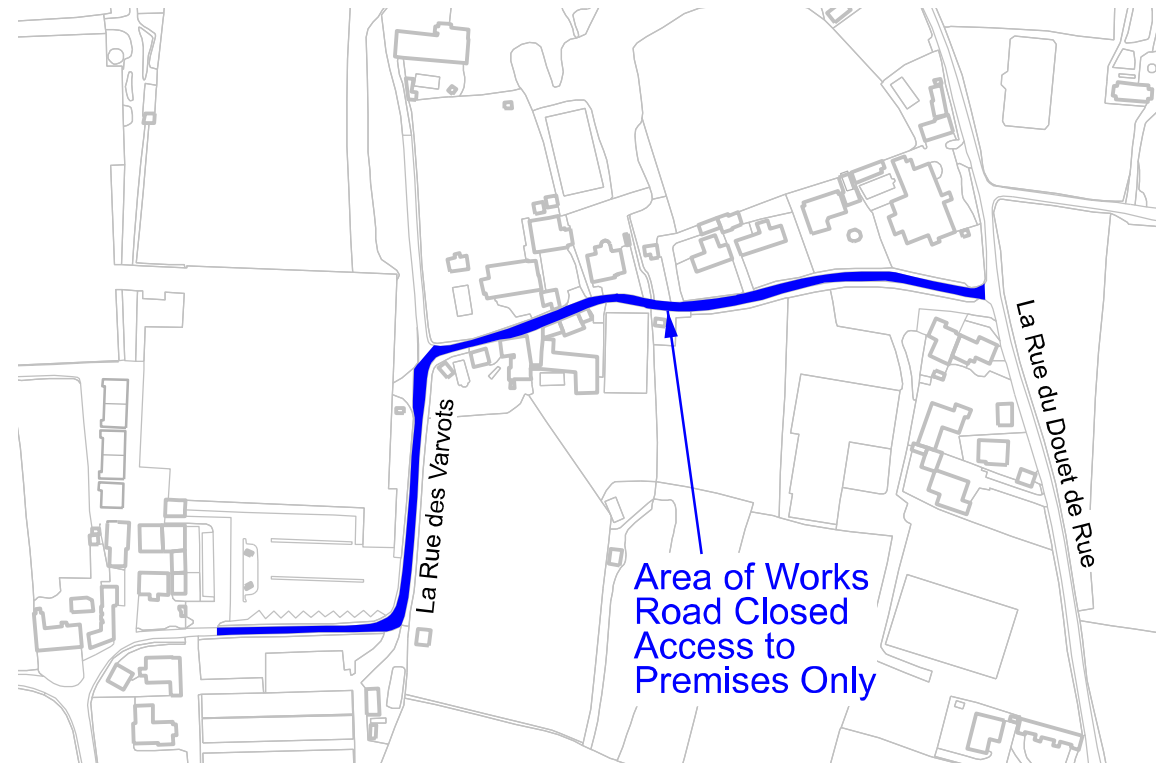 La Rue des Varvots
La Rue du Douet de Rue
Area of Works
Road Closed
Access to
Premises Only